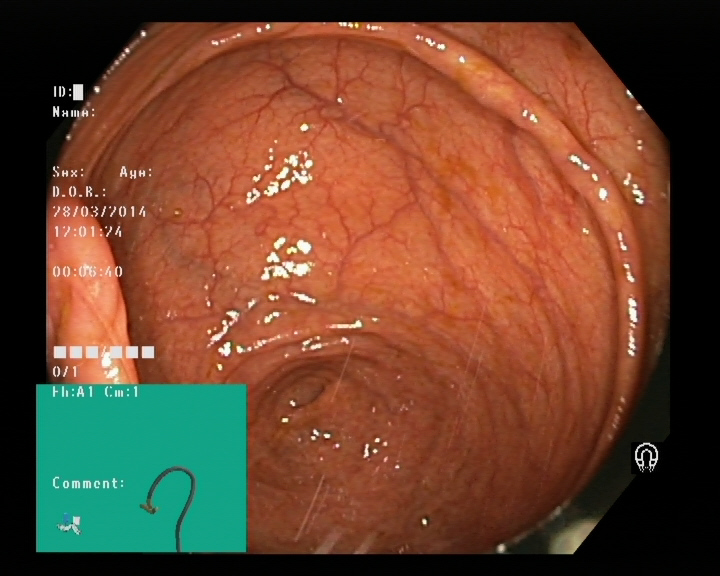 ID:
Name:
Sex: Age:
D.O.B.:
28/03/2014
12:01:24
00:06:40
0/1
Eh:A1 Cm:1
Comment: